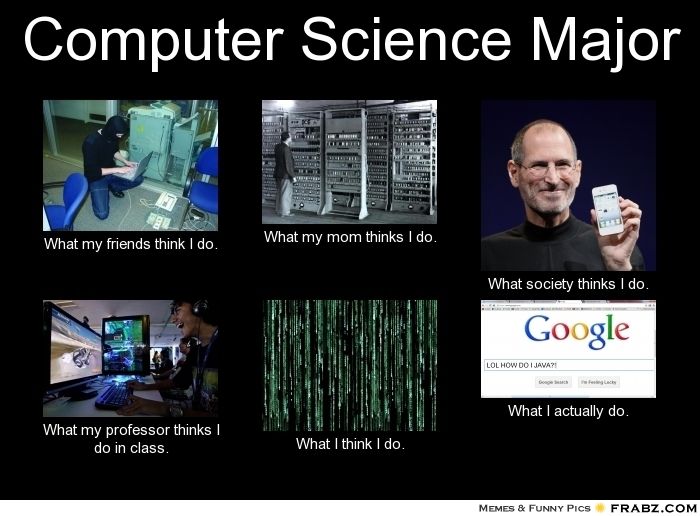 Computer Science Major
What my friends think I do.
What my mom thinks I do.
What society thinks I do.
What my professor thinks I
do in class.
What I think I do.
Google
LOL HOW DO I JAVA?!
Google Search I'm Feeling Lucky
What I actually do.
MEMES & FUNNY PICS FRABZ.COM